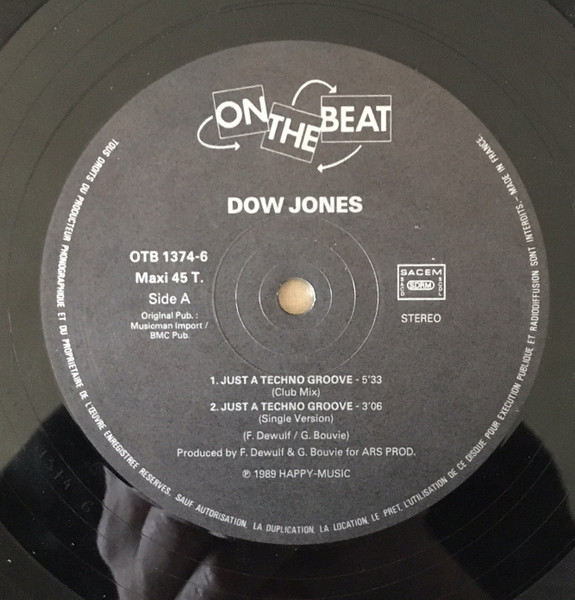 ON THE BEAT
DOW JONES
OTB 1374-6
Maxi 45 T.
Side A
Original Pub. :
Musicman Import /
BMC Pub.
SACEM
SACD SDRM SCDL
STEREO
1. JUST A TECHNO GROOVE - 5'33
(Club Mix)
2. JUST A TECHNO GROOVE - 3'06
(Single Version)
(F. Dewulf / G. Bouvie)
Produced by F. Dewulf & G. Bouvie for ARS PROD.
℗ 1989 HAPPY-MUSIC
TOUS DROITS DU PRODUCTEUR PHONOGRAPHIQUE ET DU PROPRIETAIRE DE L'ŒUVRE ENREGISTREE RESERVES. SAUF AUTORISATION, LA DUPLICATION, LA LOCATION, LE PRET, L'UTILISATION DE CE DISQUE POUR EXECUTION PUBLIQUE ET RADIODIFFUSION SONT INTERDITS.- MADE IN FRANCE.